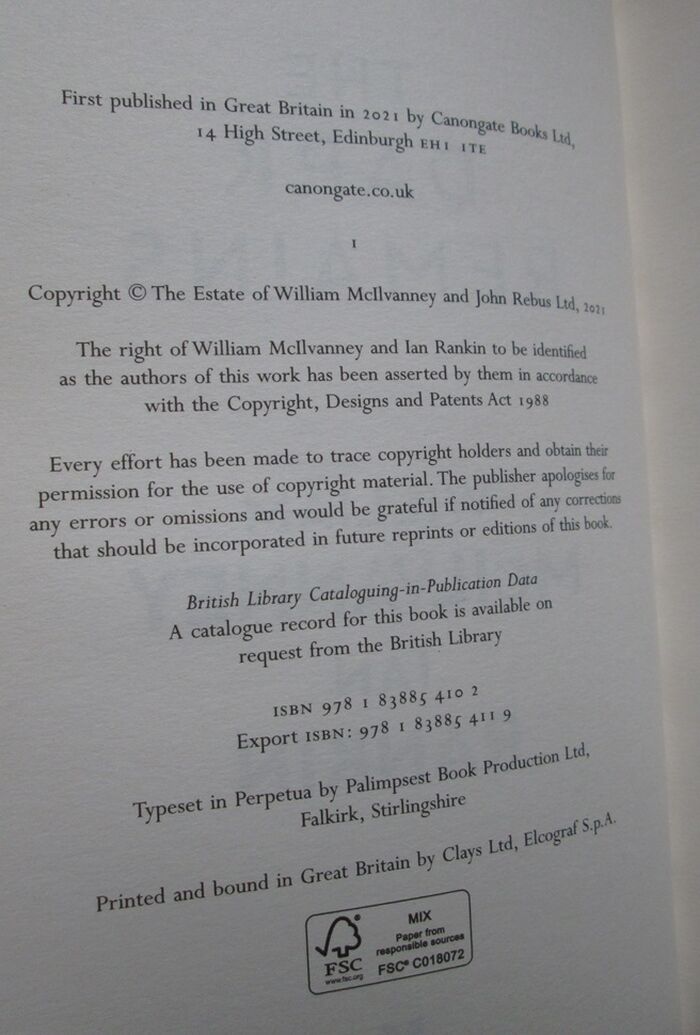 First published in Great Britain in 2021 by Canongate Books Ltd,
14 High Street, Edinburgh EH1 1TE
canongate.co.uk
1
Copyright © The Estate of William McIlvanney and John Rebus Ltd, 2021
The right of William McIlvanney and Ian Rankin to be identified
as the authors of this work has been asserted by them in accordance
with the Copyright, Designs and Patents Act 1988
Every effort has been made to trace copyright holders and obtain their
permission for the use of copyright material. The publisher apologises for
any errors or omissions and would be grateful if notified of any corrections
that should be incorporated in future reprints or editions of this book.
British Library Cataloguing-in-Publication Data
A catalogue record for this book is available on
request from the British Library
ISBN 978 1 83885 410 2
Export ISBN: 978 1 83885 411 9
Typeset in Perpetua by Palimpsest Book Production Ltd,
Falkirk, Stirlingshire
Printed and bound in Great Britain by Clays Ltd, Elcograf S.p.A.
FSC
www.fsc.org
MIX
Paper from
responsible sources
FSC® C018072